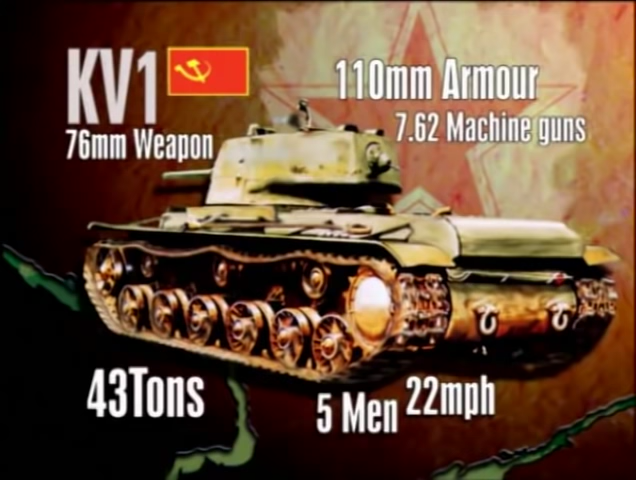 KV1
76mm Weapon
110mm Armour
7.62 Machine guns
43Tons
5 Men
22mph